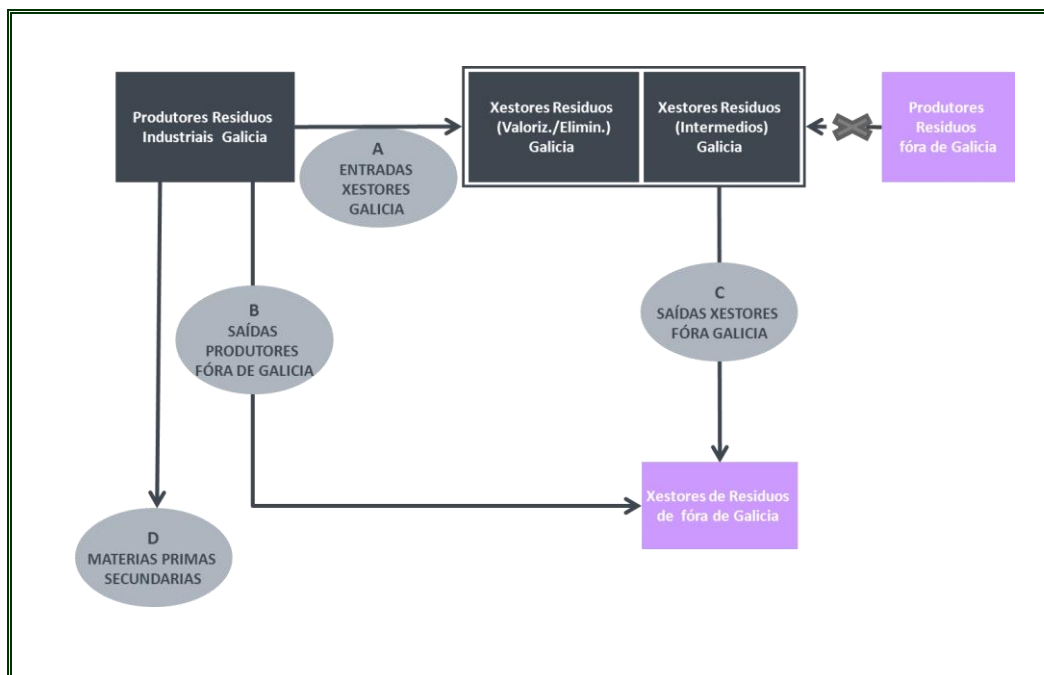 Produtores Residuos
Industriais Galicia
Xestores Residuos
(Valoriz./Elimin.)
Galicia
Xestores Residuos
(Intermedios)
Galicia
Produtores
Residuos
fóra de Galicia
A
ENTRADAS
XESTORES
GALICIA
B
SAÍDAS
PRODUTORES
FÓRA DE GALICIA
C
SAÍDAS XESTORES
FÓRA GALICIA
Xestores de Residuos
de fóra de Galicia
D
MATERIAS PRIMAS
SECUNDARIAS